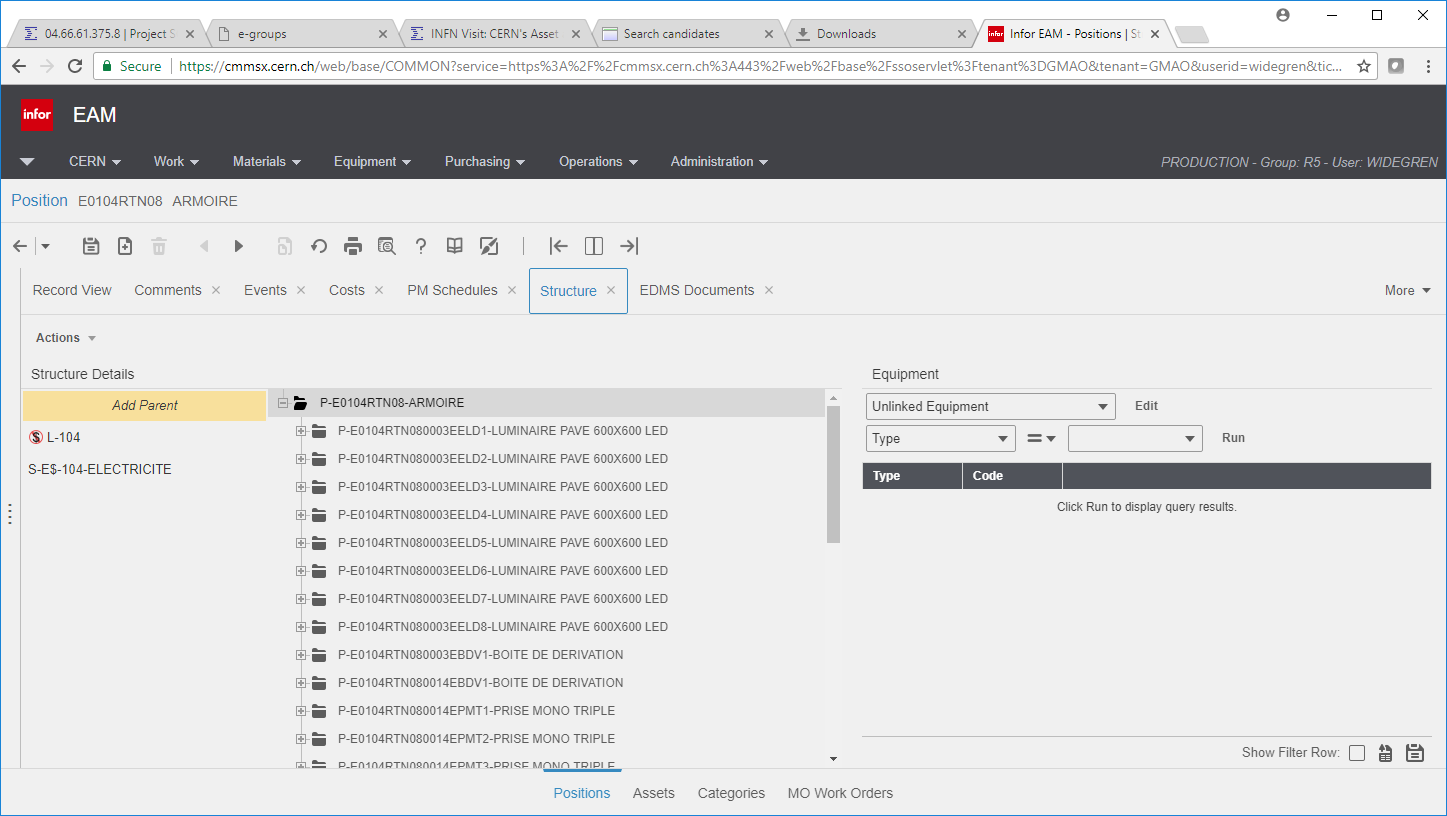 04.66.61.375.8 | Project S
e-groups
INFN Visit: CERN's Asset
Search candidates
Downloads
infor Infor EAM - Positions | St
Secure https://cmmsx.cern.ch/web/base/COMMON?service=https%3A%2F%2Fcmmsx.cern.ch%3A443%2Fweb%2Fbase%2Fssoservlet%3Ftenant%3DGMAO&tenant=GMAO&userid=widegren&tic...
infor EAM
CERN Work Materials Equipment Purchasing Operations Administration
PRODUCTION - Group: R5 - User: WIDEGREN
Position E0104RTN08 ARMOIRE
Record View Comments Events Costs PM Schedules Structure EDMS Documents More
Actions
Structure Details
Add Parent
L-104
S-E$-104-ELECTRICITE
P-E0104RTN08-ARMOIRE
P-E0104RTN080003EELD1-LUMINAIRE PAVE 600X600 LED
P-E0104RTN080003EELD2-LUMINAIRE PAVE 600X600 LED
P-E0104RTN080003EELD3-LUMINAIRE PAVE 600X600 LED
P-E0104RTN080003EELD4-LUMINAIRE PAVE 600X600 LED
P-E0104RTN080003EELD5-LUMINAIRE PAVE 600X600 LED
P-E0104RTN080003EELD6-LUMINAIRE PAVE 600X600 LED
P-E0104RTN080003EELD7-LUMINAIRE PAVE 600X600 LED
P-E0104RTN080003EELD8-LUMINAIRE PAVE 600X600 LED
P-E0104RTN080003EBDV1-BOITE DE DERIVATION
P-E0104RTN080014EBDV1-BOITE DE DERIVATION
P-E0104RTN080014EPMT1-PRISE MONO TRIPLE
P-E0104RTN080014EPMT2-PRISE MONO TRIPLE
P-E0104RTN080014EPMT3-PRISE MONO TRIPLE
Equipment
Unlinked Equipment Edit
Type Run
Type Code
Click Run to display query results.
Show Filter Row:
Positions Assets Categories MO Work Orders